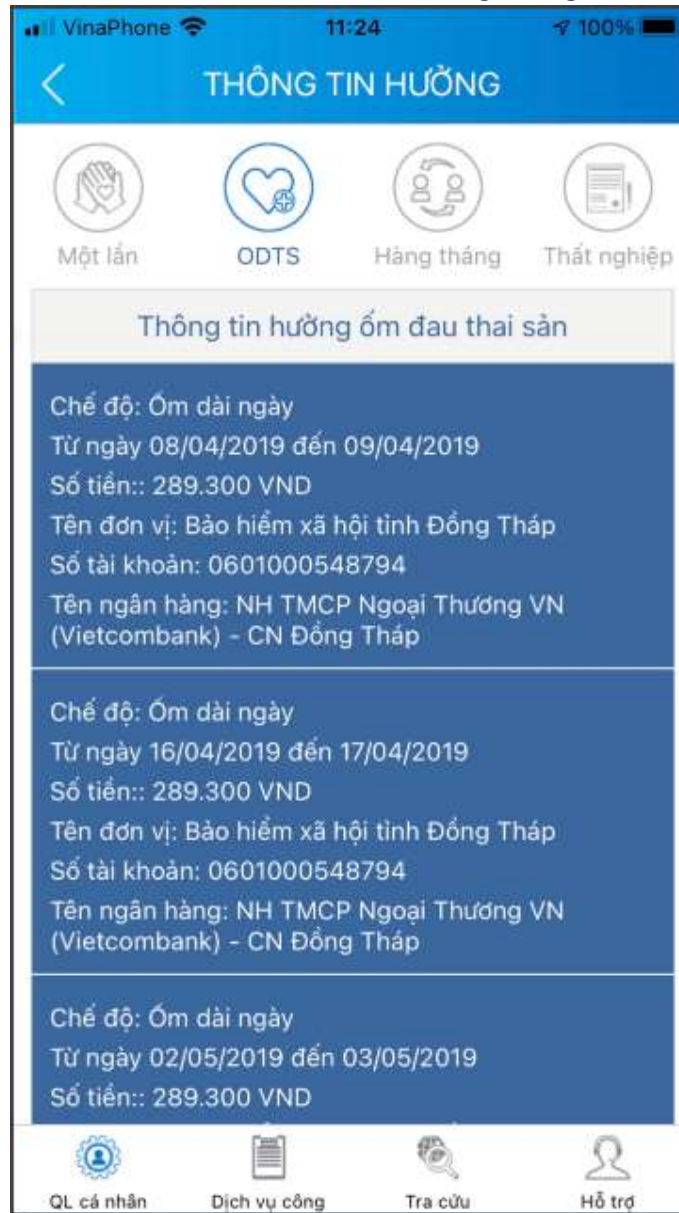 VinaPhone 11:24 100%
THÔNG TIN HƯỞNG
Một lần ODTS Hàng tháng Thất nghiệp
Thông tin hưởng ốm đau thai sản
Chế độ: Ốm dài ngày
Từ ngày 08/04/2019 đến 09/04/2019
Số tiền:: 289.300 VND
Tên đơn vị: Bảo hiểm xã hội tỉnh Đồng Tháp
Số tài khoản: 0601000548794
Tên ngân hàng: NH TMCP Ngoại Thương VN
(Vietcombank) - CN Đồng Tháp
Chế độ: Ốm dài ngày
Từ ngày 16/04/2019 đến 17/04/2019
Số tiền:: 289.300 VND
Tên đơn vị: Bảo hiểm xã hội tỉnh Đồng Tháp
Số tài khoản: 0601000548794
Tên ngân hàng: NH TMCP Ngoại Thương VN
(Vietcombank) - CN Đồng Tháp
Chế độ: Ốm dài ngày
Từ ngày 02/05/2019 đến 03/05/2019
Số tiền:: 289.300 VND
QL cá nhân Dịch vụ công Tra cứu Hỗ trợ